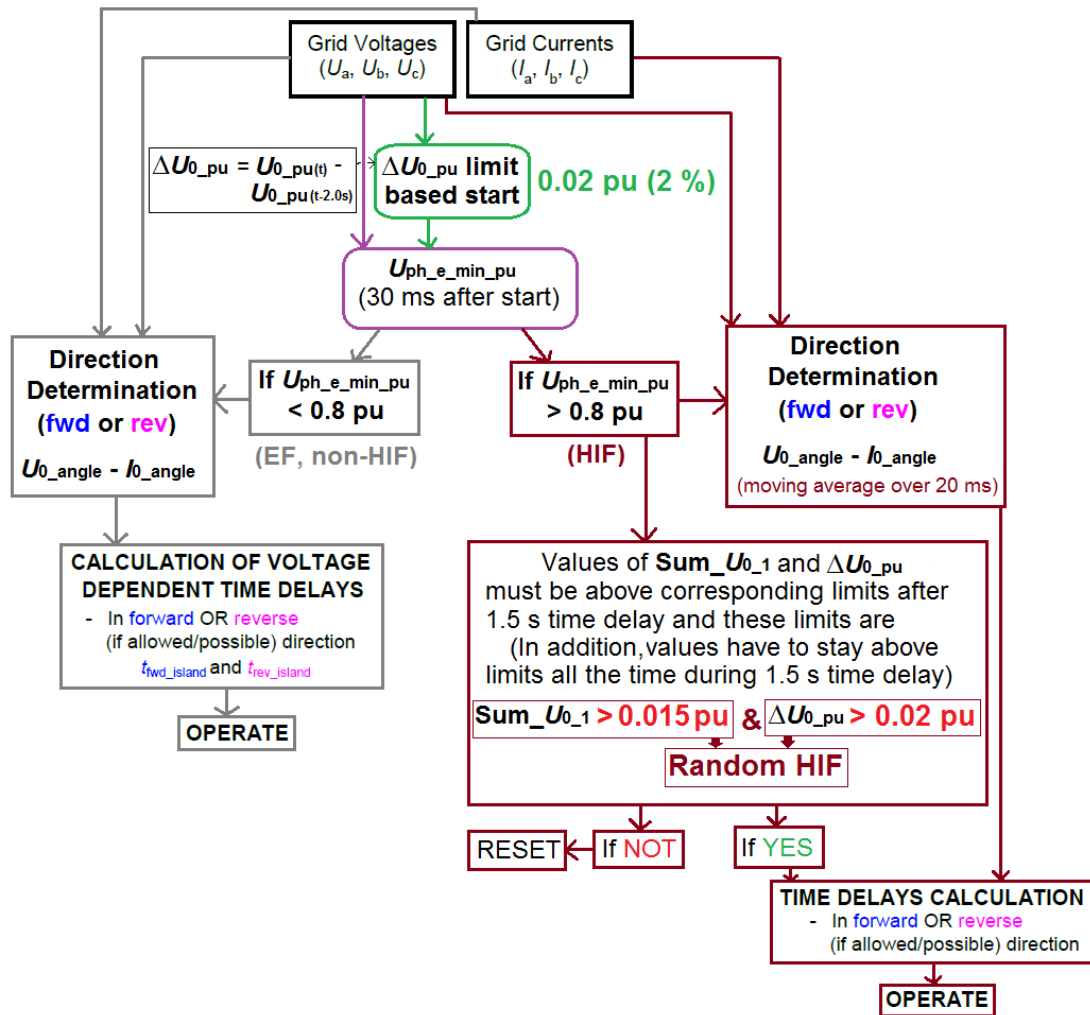 Grid Voltages
(Ua, Ub, Uc)
Grid Currents
(Ia, Ib, Ic)
ΔU0_pu = U0_pu(t) -
U0_pu(t-2.0s)
ΔU0_pu limit
based start
0.02 pu (2 %)
Uph_e_min_pu
(30 ms after start)
Direction
Determination
(fwd or rev)
U0_angle - I0_angle
If Uph_e_min_pu
< 0.8 pu
(EF, non-HIF)
If Uph_e_min_pu
> 0.8 pu
(HIF)
Direction
Determination
(fwd or rev)
U0_angle - I0_angle
(moving average over 20 ms)
CALCULATION OF VOLTAGE
DEPENDENT TIME DELAYS
- In forward OR reverse
(if allowed/possible) direction
tfwd_island and trev_island
OPERATE
Values of Sum_U0_1 and ΔU0_pu
must be above corresponding limits after
1.5 s time delay and these limits are
(In addition,values have to stay above
limits all the time during 1.5 s time delay)
Sum_U0_1 > 0.015 pu & ΔU0_pu > 0.02 pu
Random HIF
RESET
If NOT
If YES
TIME DELAYS CALCULATION
- In forward OR reverse
(if allowed/possible) direction
OPERATE